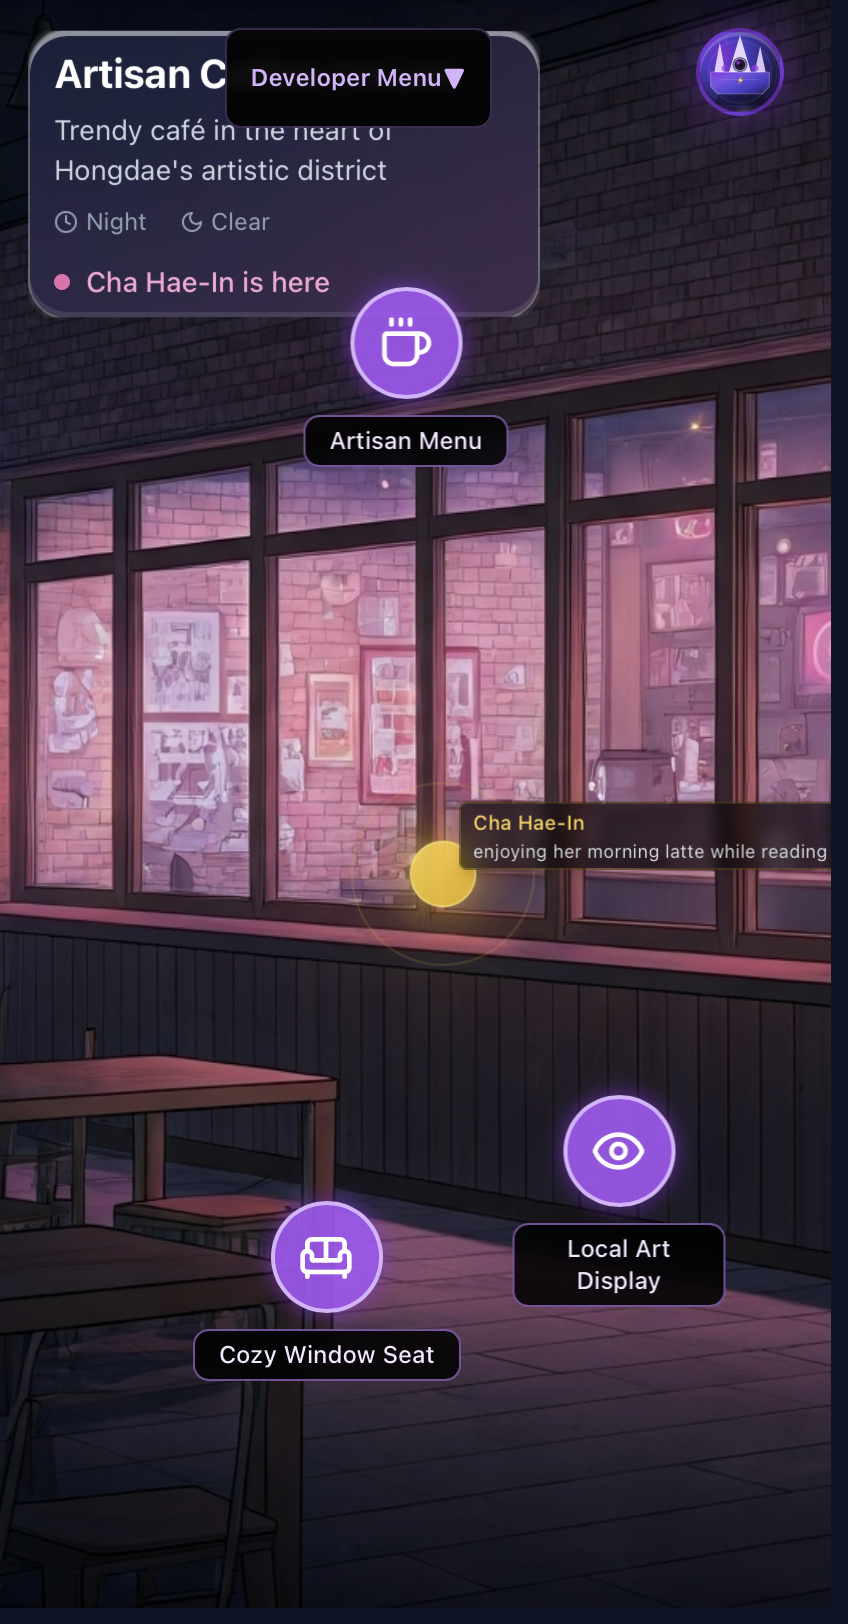 Artisan C
Developer Menu▼
Trendy café in the heart of
Hongdae's artistic district
Night Clear
Cha Hae-In is here
Artisan Menu
Cha Hae-In
enjoying her morning latte while reading
Local Art
Display
Cozy Window Seat